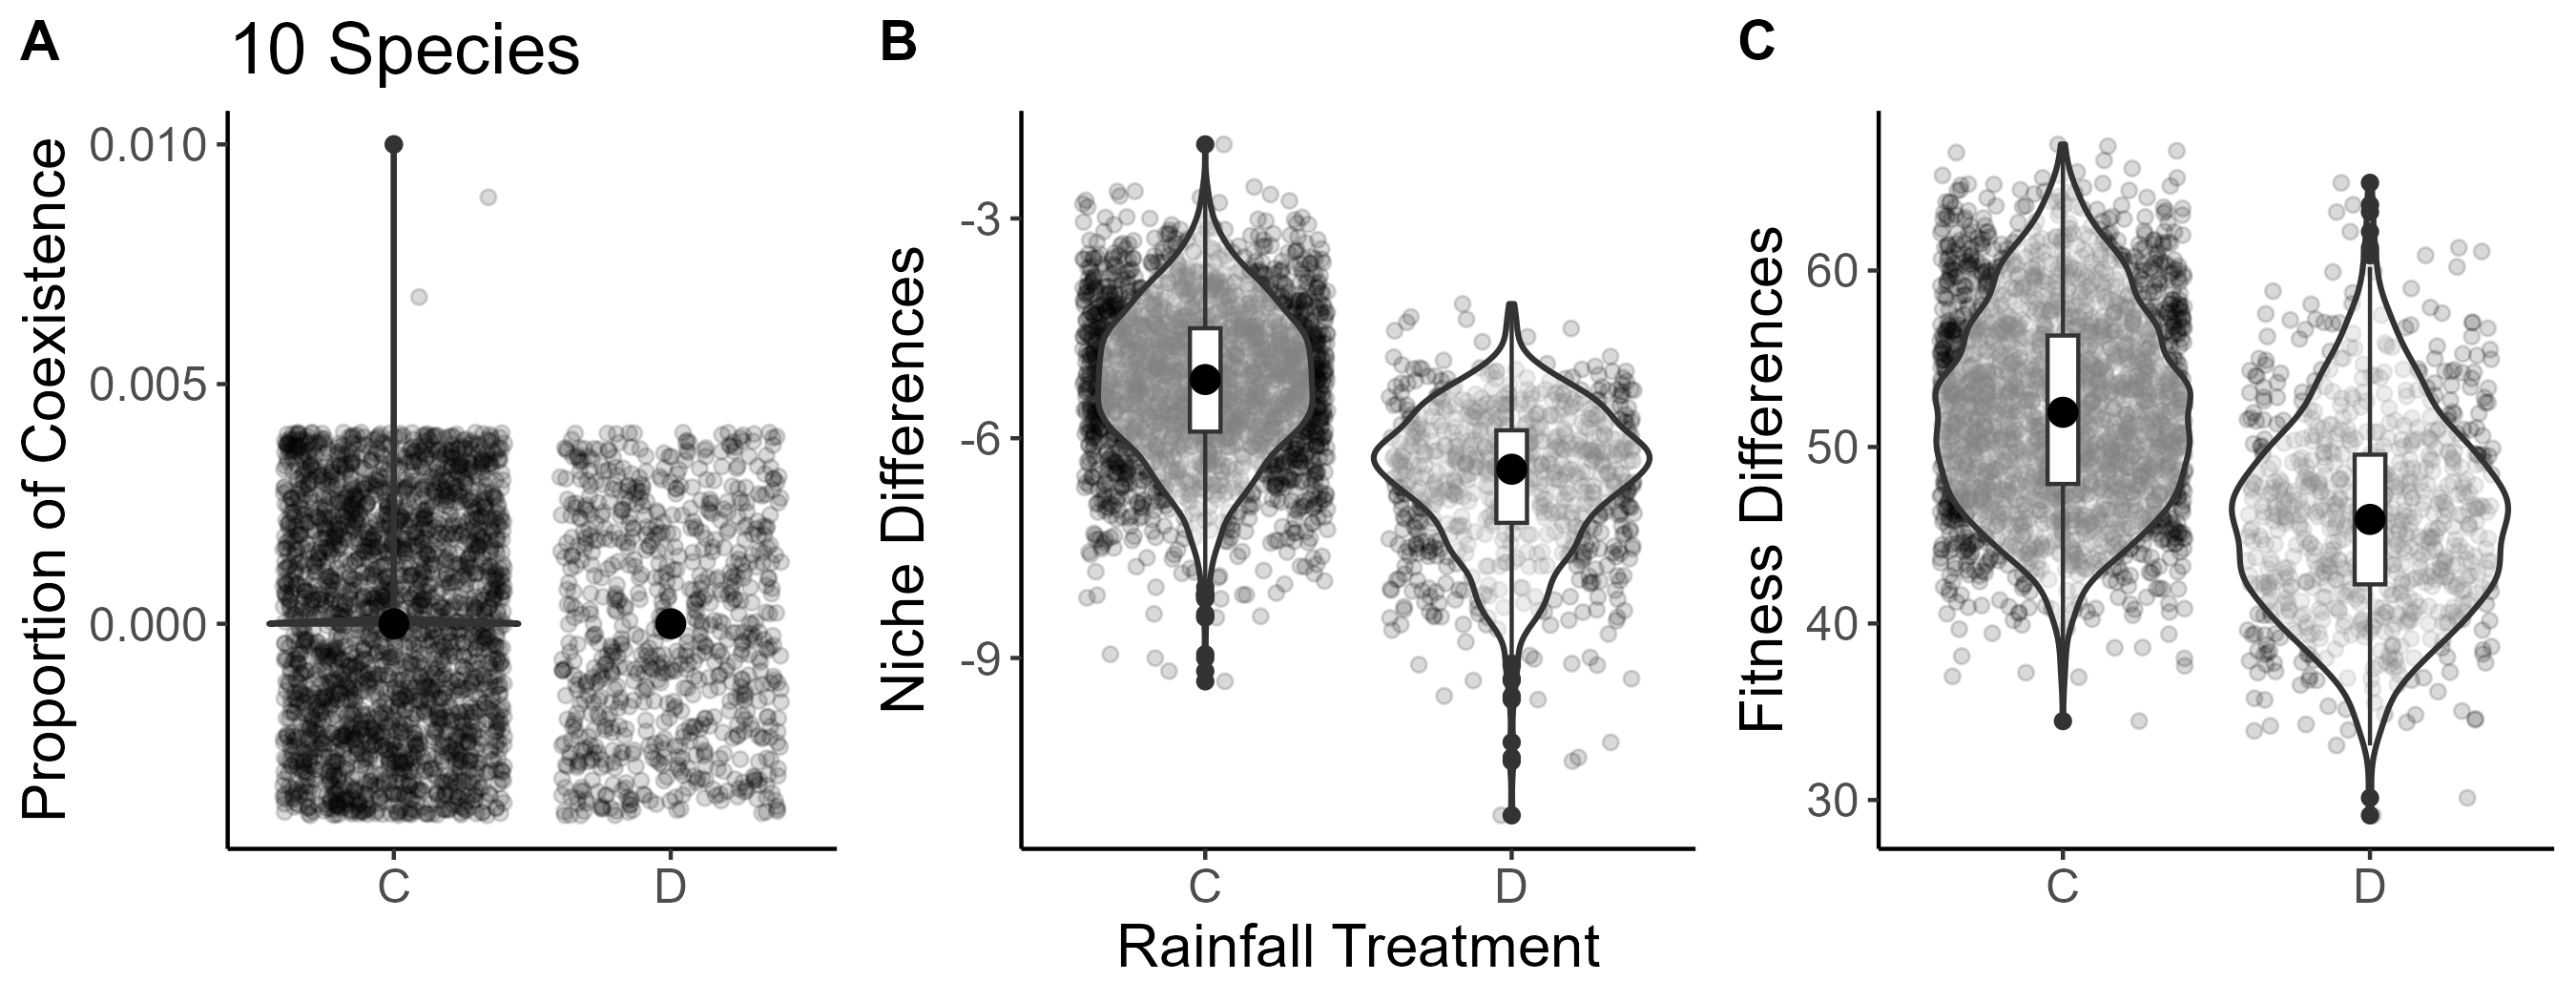 A
10 Species
Proportion of Coexistence
0.010
0.005
0.000
C
D
B
Niche Differences
-3
-6
-9
C
D
Rainfall Treatment
C
Fitness Differences
60
50
40
30
C
D